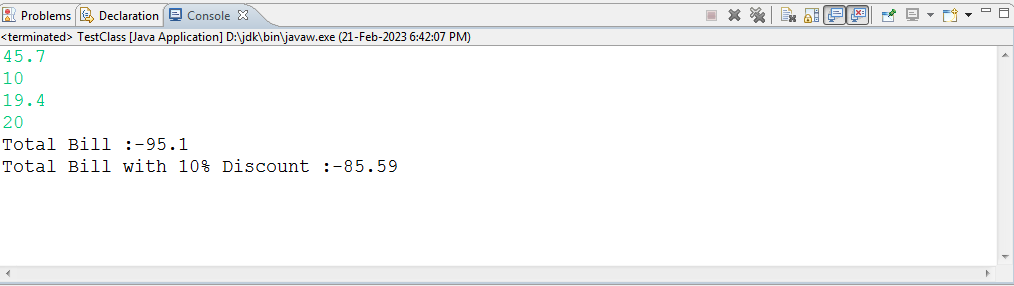 Problems Declaration Console
<terminated> TestClass [Java Application] D:\jdk\bin\javaw.exe (21-Feb-2023 6:42:07 PM)
45.7
10
19.4
20
Total Bill :-95.1
Total Bill with 10% Discount :-85.59